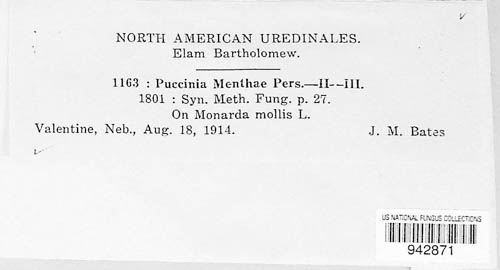 NORTH AMERICAN UREDINALES.
Elam Bartholomew.
1163 : Puccinia Menthae Pers.—II--III.
1801 : Syn. Meth. Fung. p. 27.
On Monarda mollis L.
Valentine, Neb., Aug. 18, 1914. J. M. Bates
US NATIONAL FUNGUS COLLECTIONS
942871